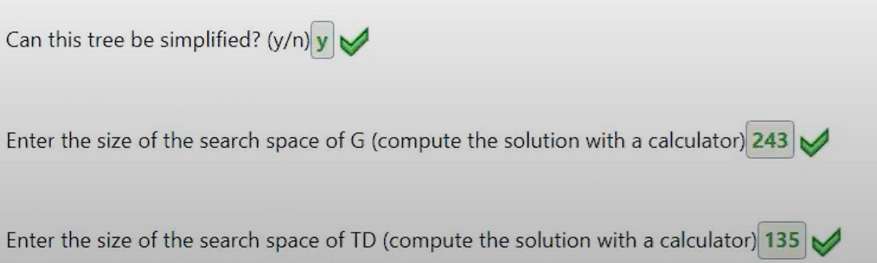 Can this tree be simplified? (y/n) y
Enter the size of the search space of G (compute the solution with a calculator) 243
Enter the size of the search space of TD (compute the solution with a calculator) 135